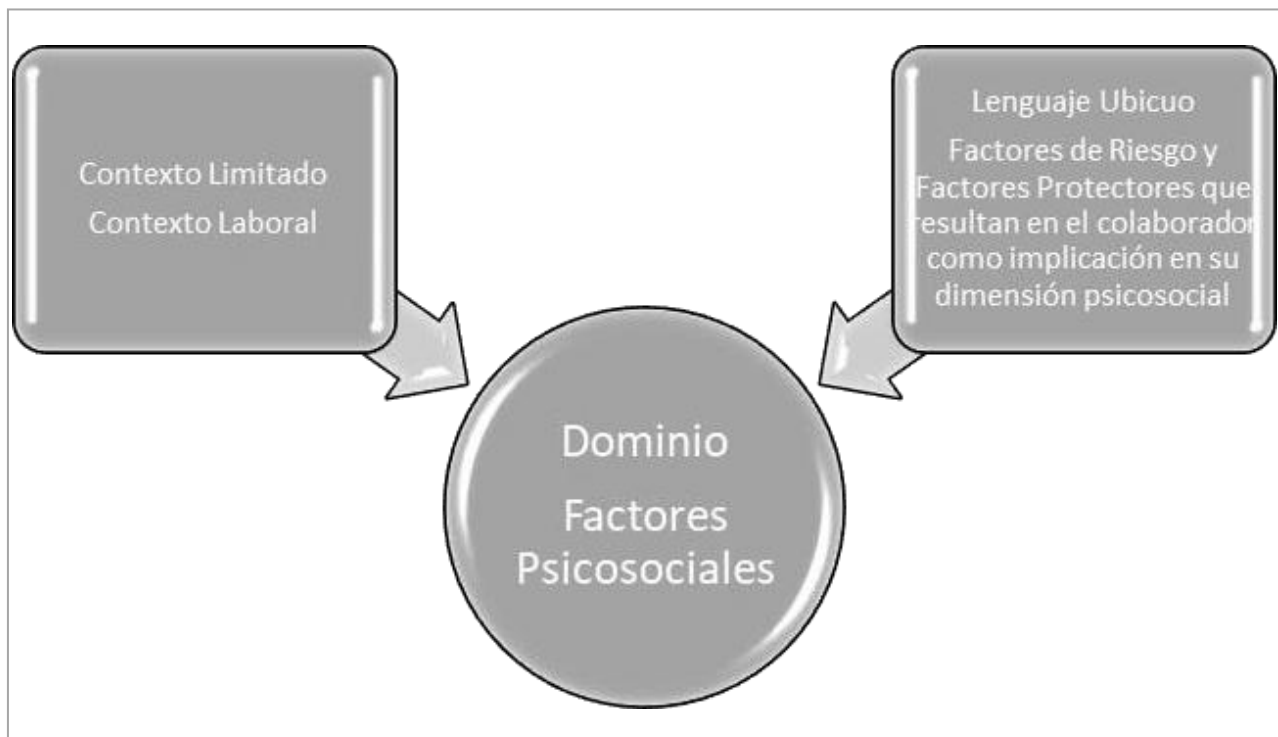 Contexto Limitado
Contexto Laboral
Lenguaje Ubicuo
Factores de Riesgo y
Factores Protectores que
resultan en el colaborador
como implicación en su
dimensión psicosocial
Dominio
Factores
Psicosociales